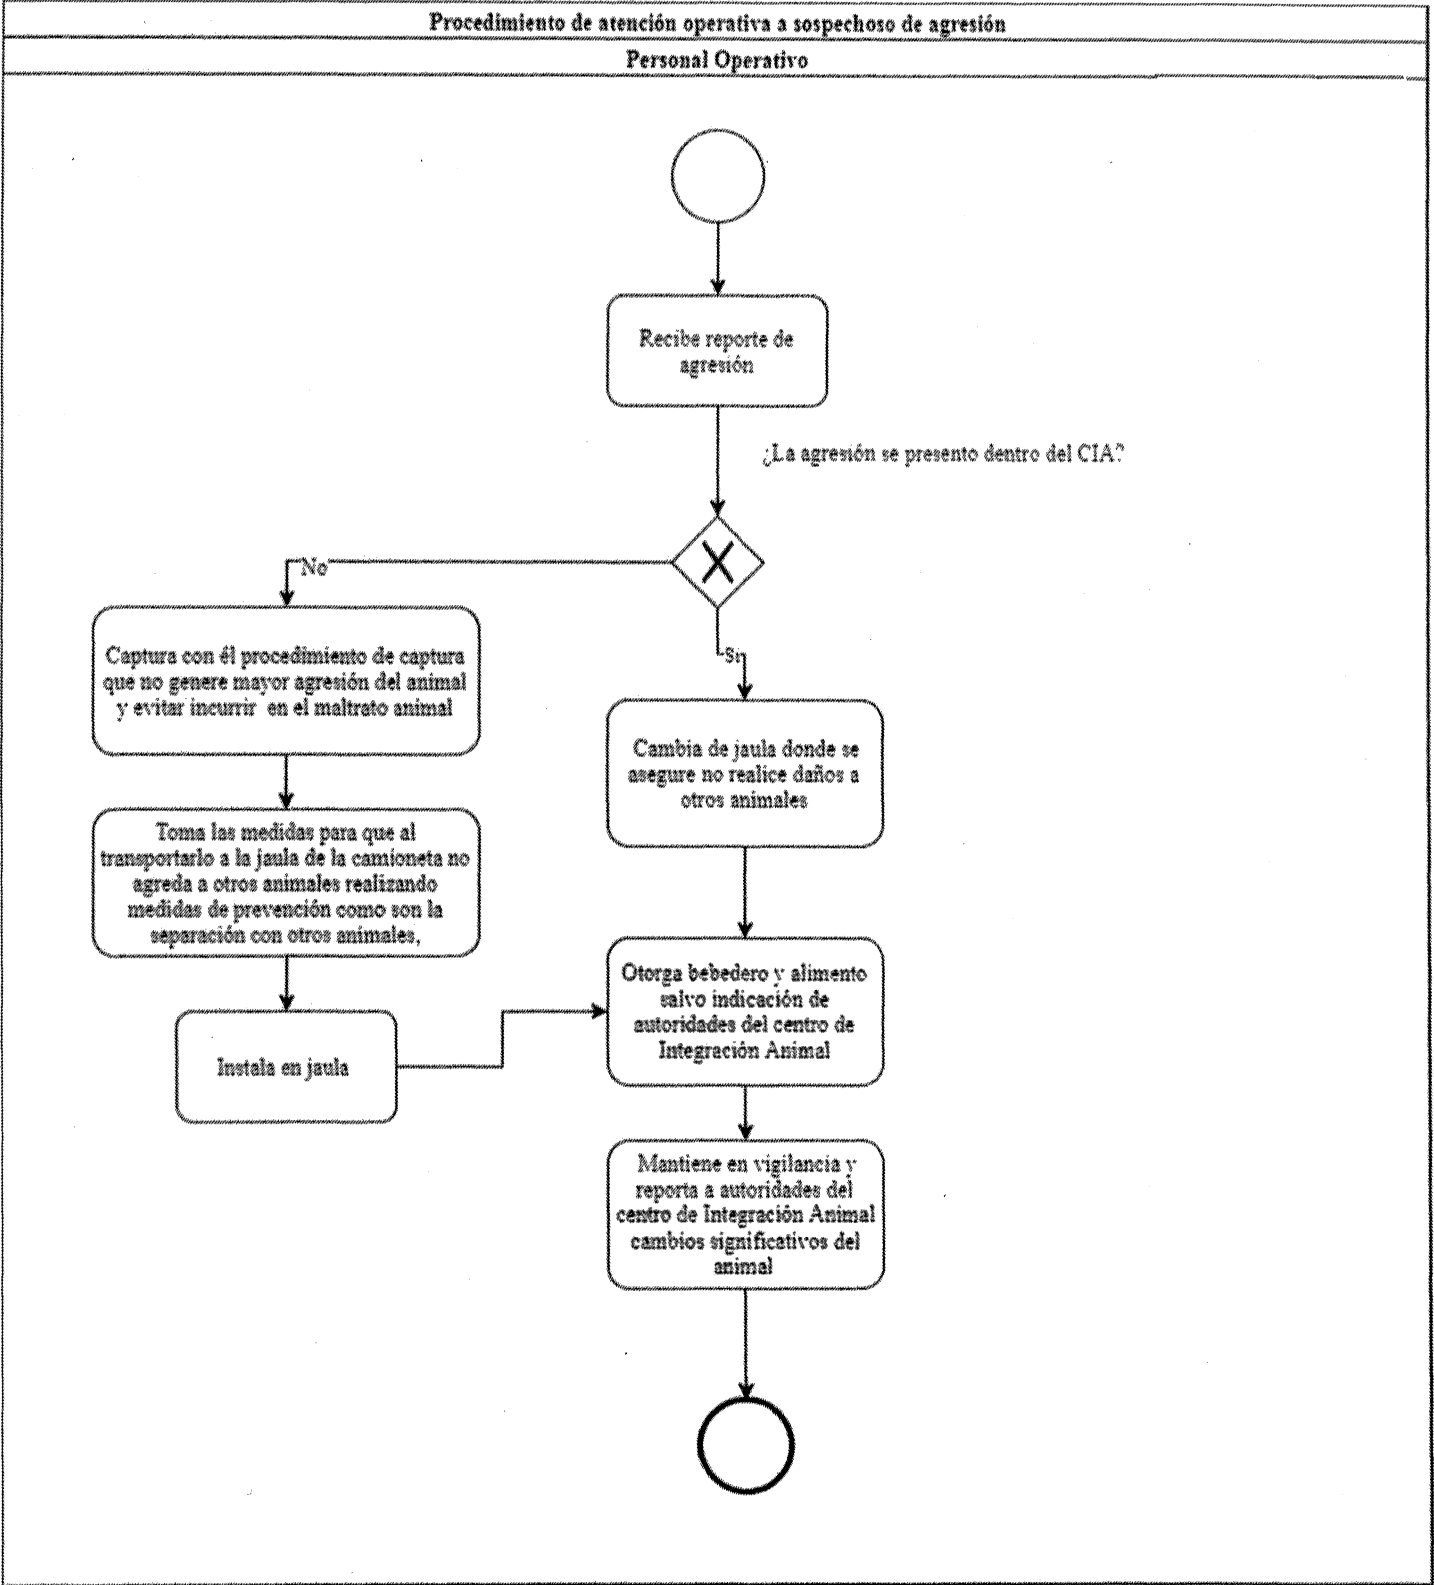 Procedimiento de atención operativa a sospechoso de agresión
Personal Operativo
Recibe reporte de
agresión
¿La agresión se presento dentro del CIA?
No
Si
Captura con él procedimiento de captura
que no genere mayor agresión del animal
y evitar incurrir en el maltrato animal
Toma las medidas para que al
transportarlo a la jaula de la camioneta no
agreda a otros animales realizando
medidas de prevención como son la
separación con otros animales,
Instala en jaula
Cambia de jaula donde se
asegure no realice daños a
otros animales
Otorga bebedero y alimento
salvo indicación de
autoridades del centro de
Integración Animal
Mantiene en vigilancia y
reporta a autoridades del
centro de Integración Animal
cambios significativos del
animal